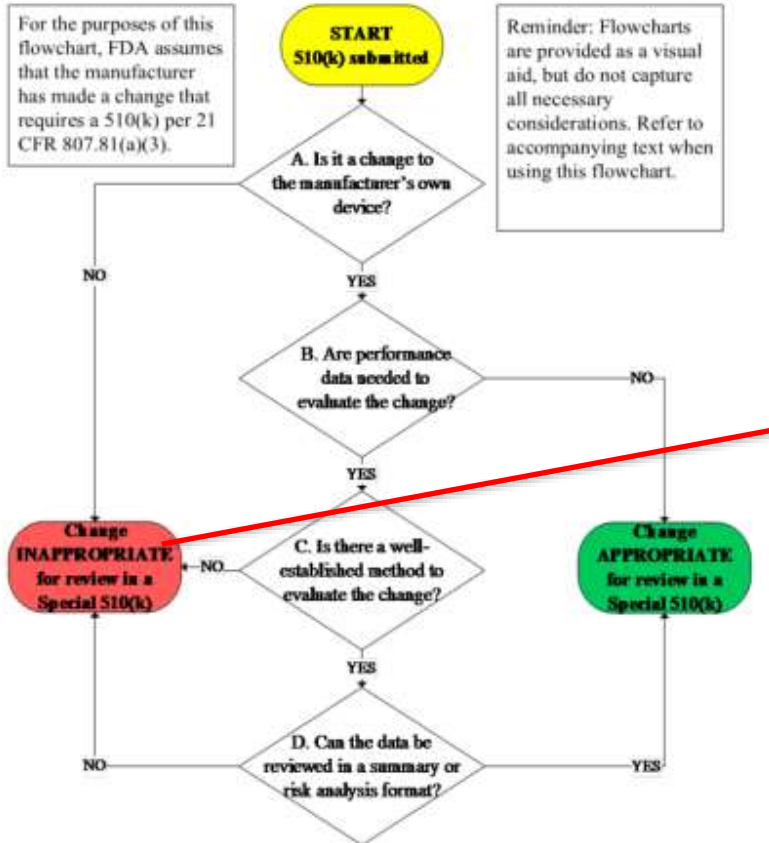 For the purposes of this
flowchart, FDA assumes
that the manufacturer
has made a change that
requires a 510(k) per 21
CFR 807.81(a)(3).
START
510(k) submitted
Reminder: Flowcharts
are provided as a visual
aid, but do not capture
all necessary
considerations. Refer to
accompanying text when
using this flowchart.
A. Is it a change to
the manufacturer's own
device?
NO
YES
B. Are performance
data needed to
evaluate the change?
NO
YES
Change
INAPPROPRIATE
for review in a
Special 510(k)
NO
C. Is there a well-
established method to
evaluate the change?
Change
APPROPRIATE
for review in a
Special 510(k)
YES
D. Can the data be
reviewed in a summary or
risk analysis format?
NO
YES